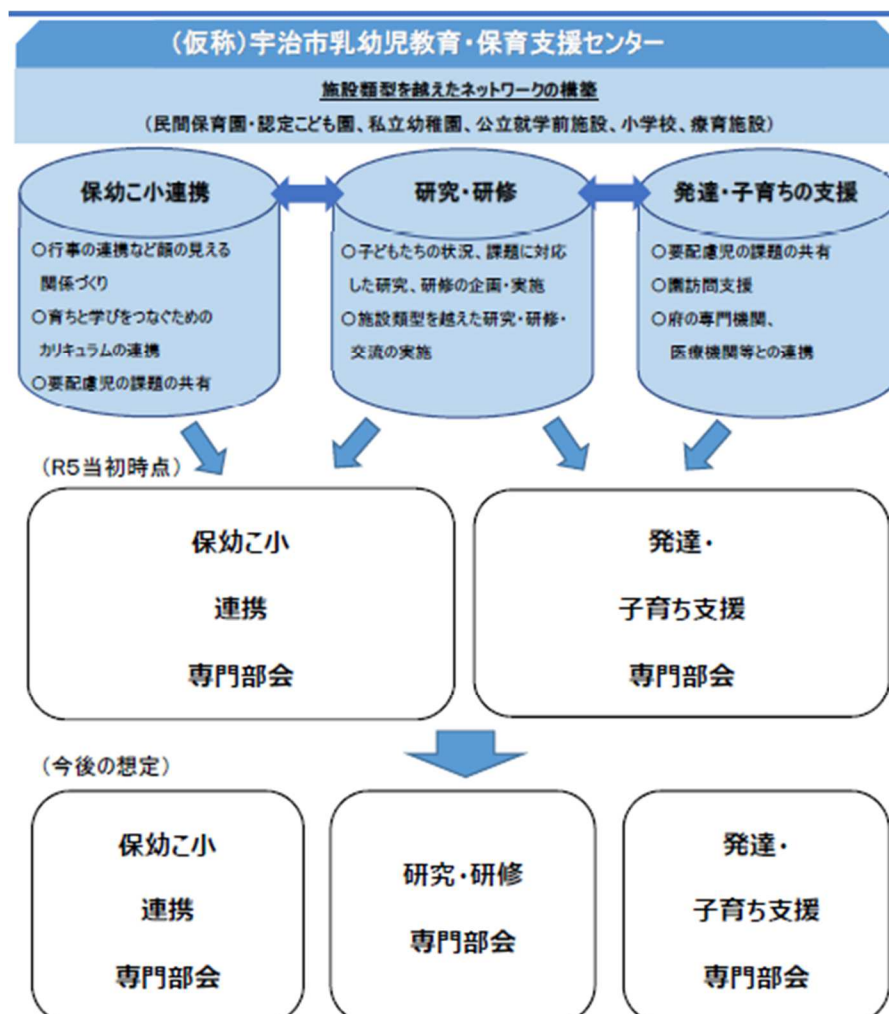 (仮称)宇治市乳幼児教育・保育支援センター
施設類型を越えたネットワークの構築
(民間保育園・認定こども園、私立幼稚園、公立就学前施設、小学校、療育施設)
保幼こ小連携
○行事の連携など顔の見える
関係づくり
○育ちと学びをつなぐための
カリキュラムの連携
○要配慮児の課題の共有
研究・研修
○子どもたちの状況、課題に対応
した研究、研修の企画・実施
○施設類型を越えた研究・研修・
交流の実施
発達・子育ちの支援
○要配慮児の課題の共有
○園訪問支援
○府の専門機関、
医療機関等との連携
(R5当初時点)
保幼こ小
連携
専門部会
発達・
子育ち支援
専門部会
(今後の想定)
保幼こ小
連携
専門部会
研究・研修
専門部会
発達・
子育ち支援
専門部会